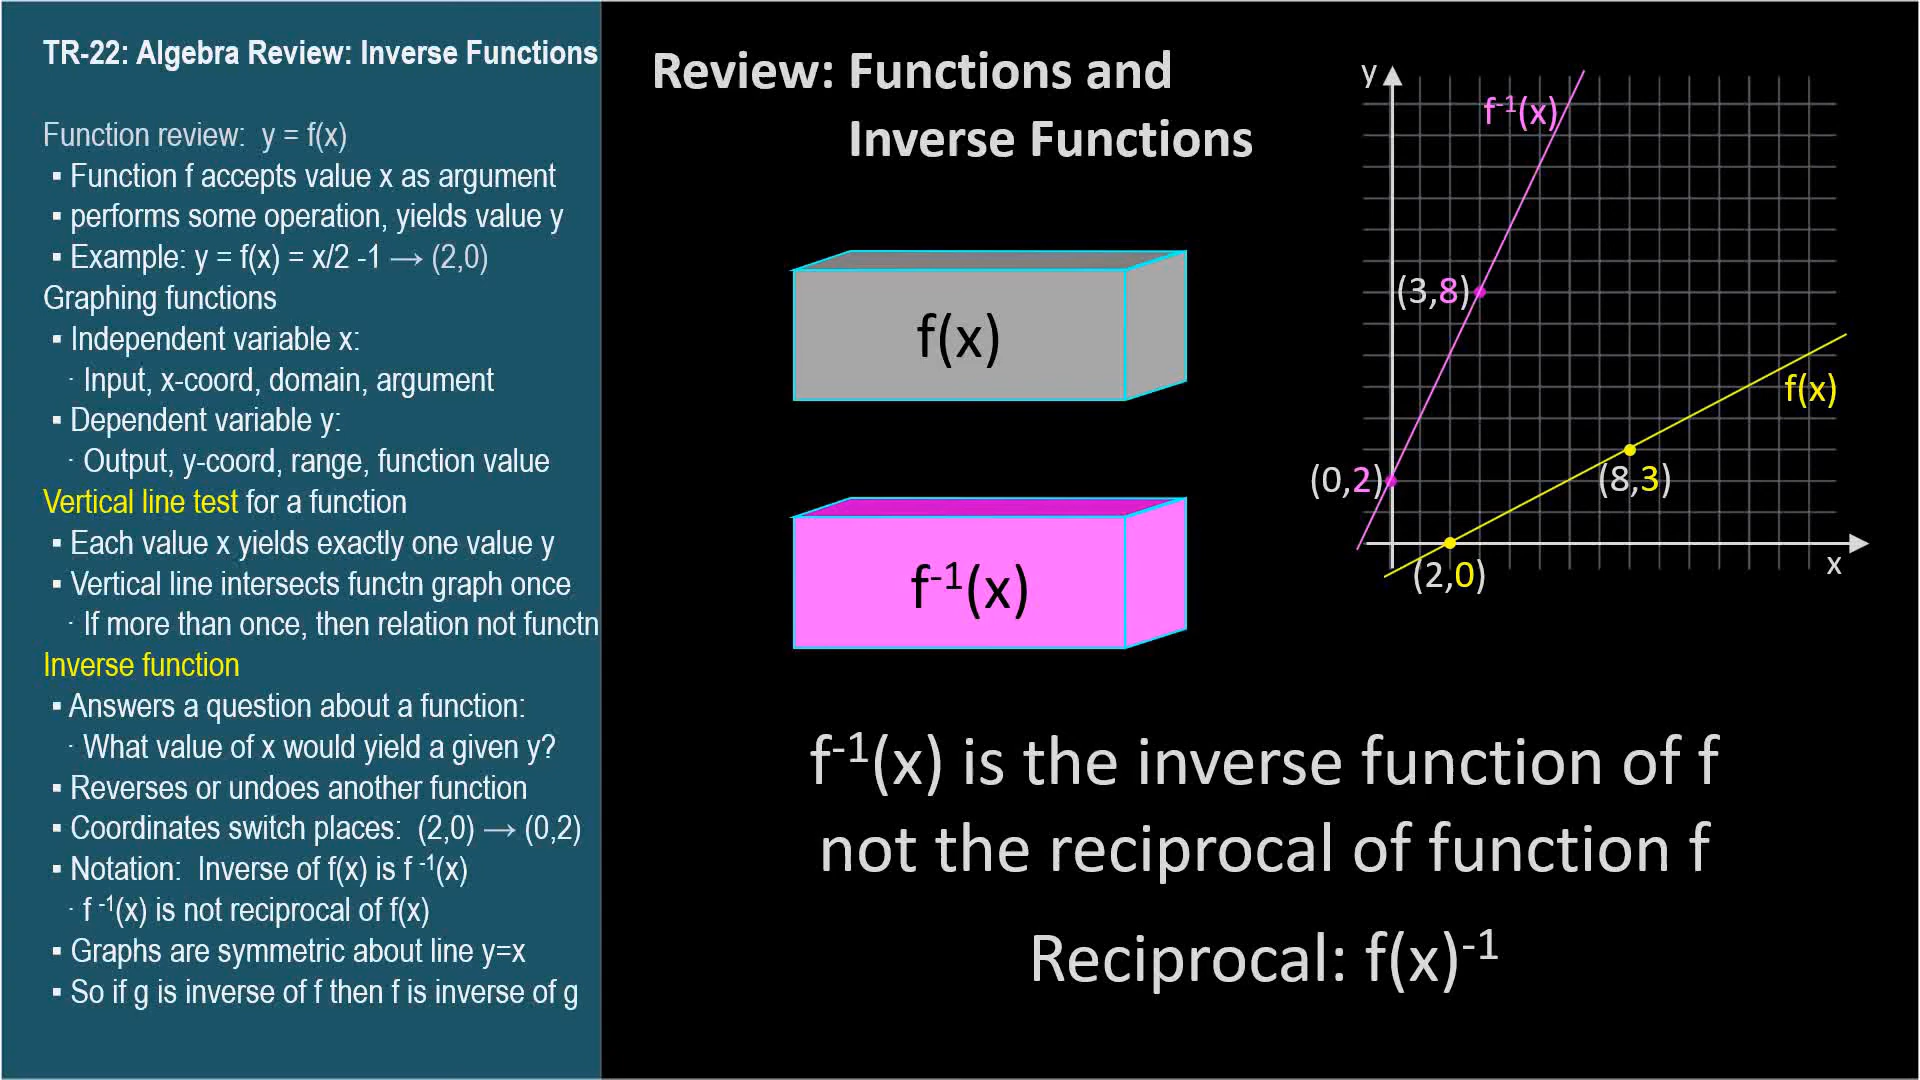 TR-22: Algebra Review: Inverse Functions
Function review:  y = f(x)
▪ Function f accepts value x as argument
▪ performs some operation, yields value y
▪ Example: y = f(x) = x/2 -1 → (2,0)
Graphing functions
▪ Independent variable x:
· Input, x-coord, domain, argument
▪ Dependent variable y:
· Output, y-coord, range, function value
Vertical line test for a function
▪ Each value x yields exactly one value y
▪ Vertical line intersects functn graph once
· If more than once, then relation not functn
Inverse function
▪ Answers a question about a function:
· What value of x would yield a given y?
▪ Reverses or undoes another function
▪ Coordinates switch places:  (2,0) → (0,2)
▪ Notation:  Inverse of f(x) is f ⁻¹(x)
· f ⁻¹(x) is not reciprocal of f(x)
▪ Graphs are symmetric about line y=x
▪ So if g is inverse of f then f is inverse of g
Review: Functions and
Inverse Functions
f(x)
f⁻¹(x)
y
f⁻¹(x)
(3,8)
f(x)
(0,2)
(8,3)
(2,0)
x
f⁻¹(x) is the inverse function of f
not the reciprocal of function f
Reciprocal: f(x)⁻¹